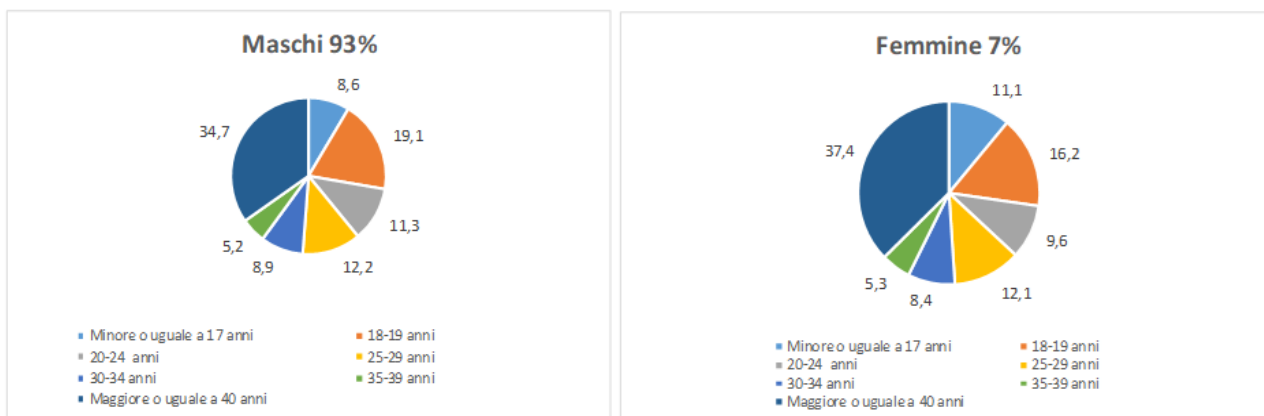 Maschi 93%
8,6
19,1
11,3
12,2
8,9
5,2
34,7
Minore o uguale a 17 anni
18-19 anni
20-24 anni
25-29 anni
30-34 anni
35-39 anni
Maggiore o uguale a 40 anni
Femmine 7%
11,1
16,2
9,6
12,1
8,4
5,3
37,4
Minore o uguale a 17 anni
18-19 anni
20-24 anni
25-29 anni
30-34 anni
35-39 anni
Maggiore o uguale a 40 anni